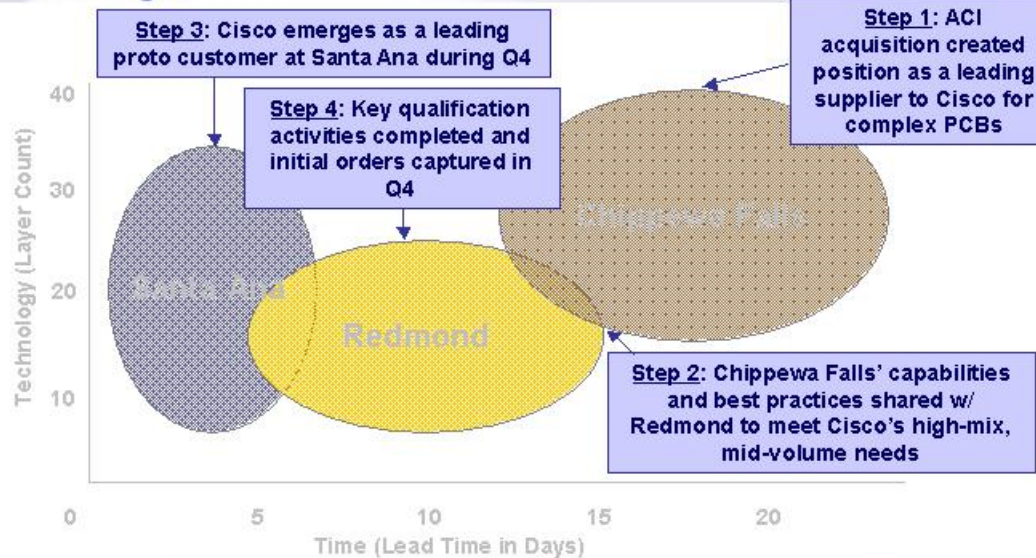 Step 3: Cisco emerges as a leading
proto customer at Santa Ana during Q4
Step 1: ACI
acquisition created
position as a leading
supplier to Cisco for
complex PCBs
Step 4: Key qualification
activities completed and
initial orders captured in
Q4
Technology (Layer Count)
40
30
20
10
0
Santa Ana
Redmond
Chippewa Falls
Step 2: Chippewa Falls' capabilities
and best practices shared w/
Redmond to meet Cisco's high-mix,
mid-volume needs
5
10
15
20
Time (Lead Time in Days)